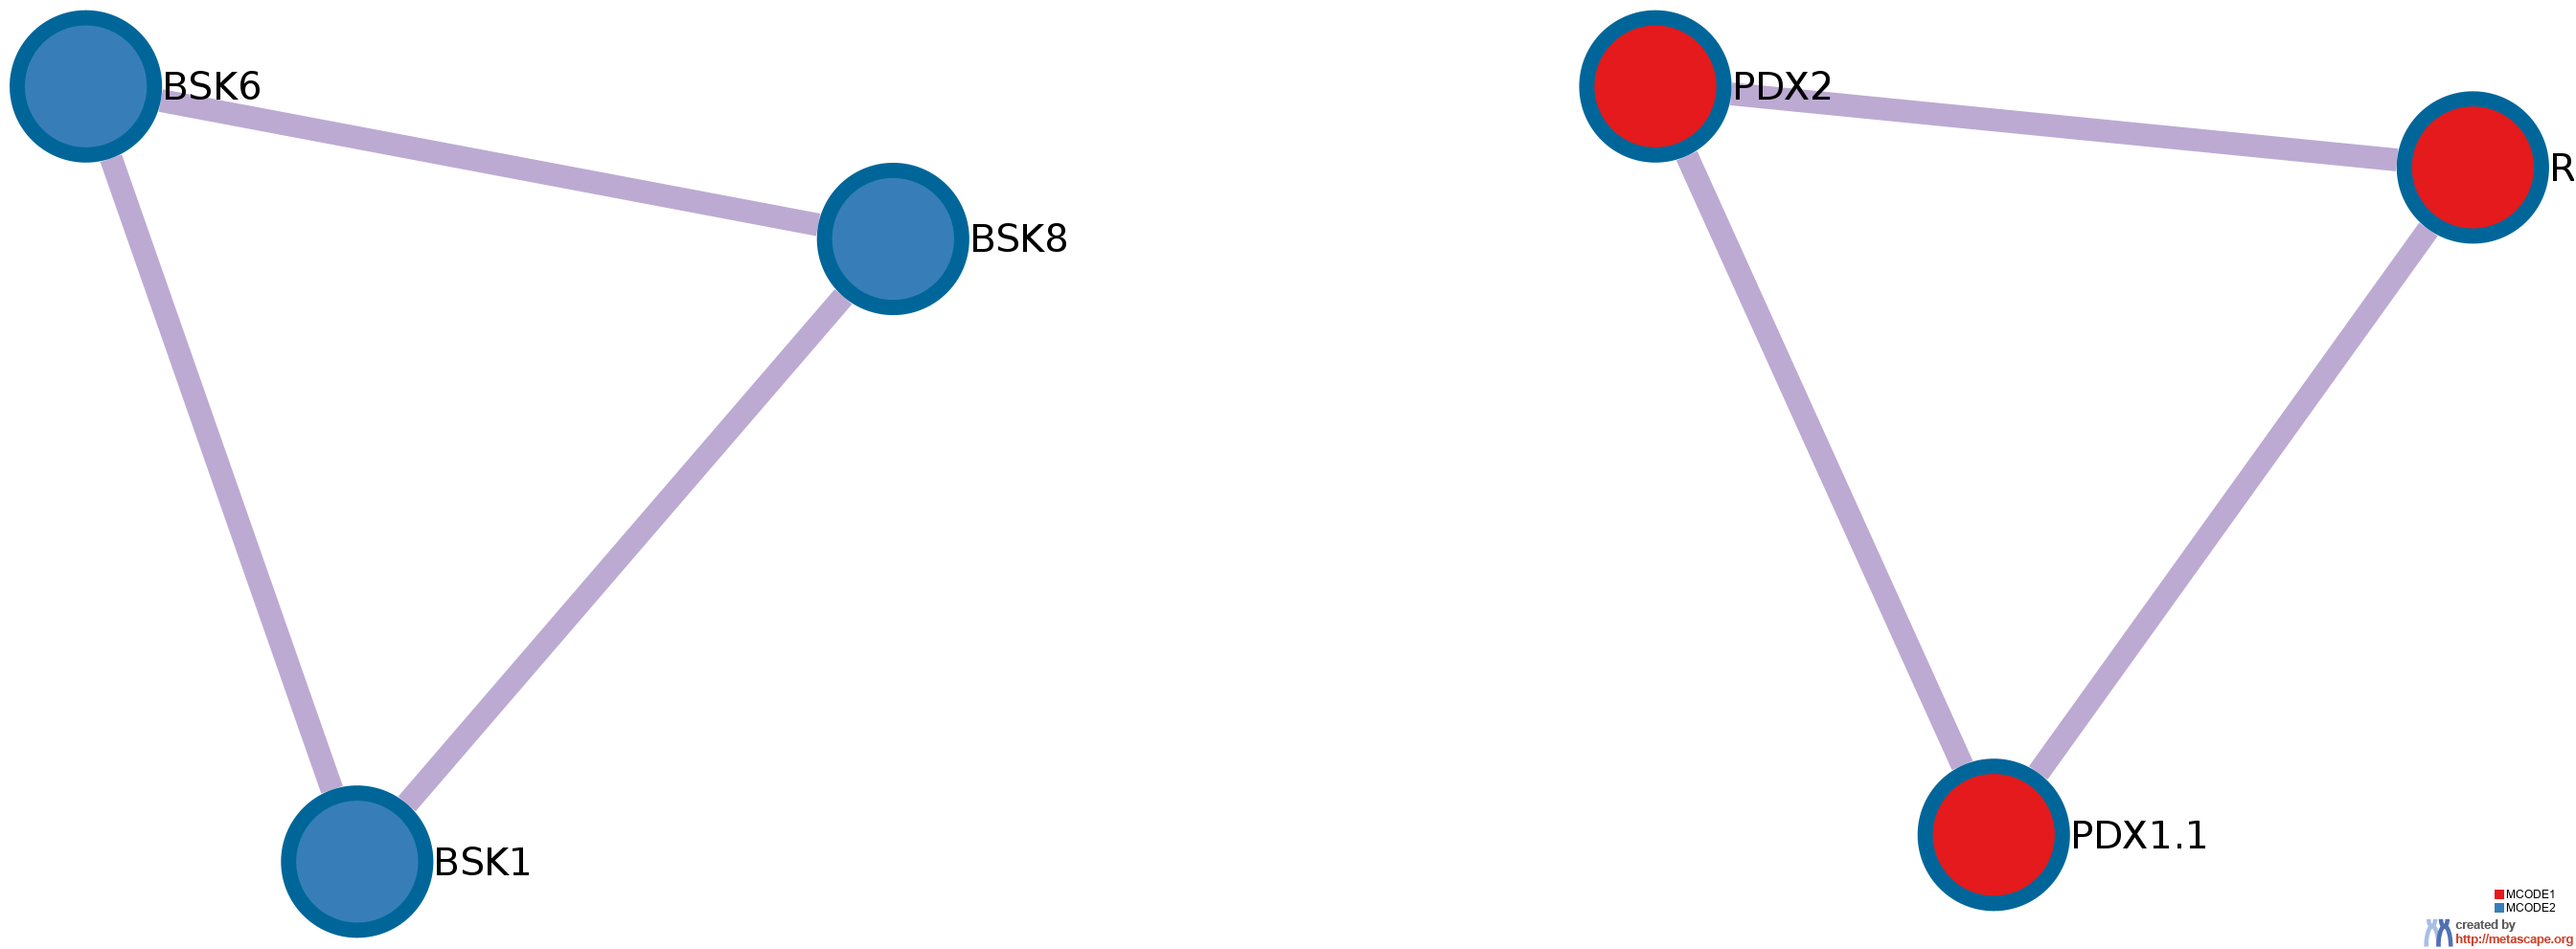 BSK6
BSK8
BSK1
PDX2
R
PDX1.1
MCODE1
MCODE2
created by
http://metascape.org